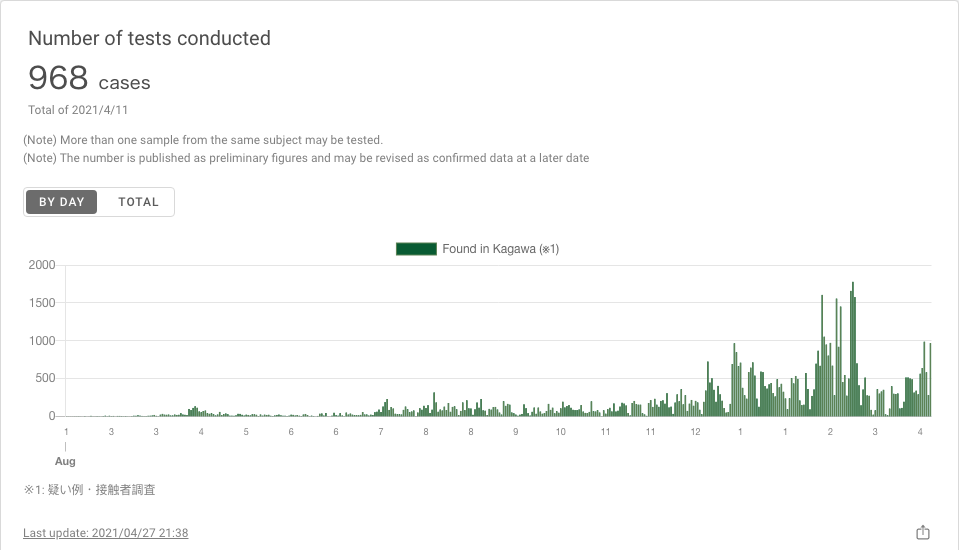 Number of tests conducted
968 cases
Total of 2021/4/11
(Note) More than one sample from the same subject may be tested.
(Note) The number is published as preliminary figures and may be revised as confirmed data at a later date
BY DAY TOTAL
Found in Kagawa (※1)
2000
1500
1000
500
0
1 3 3 4 5 6 6 7 8 8 9 10 11 11 12 1 1 2 3 4
Aug
※1: 疑い例・接触者調査
Last update: 2021/04/27 21:38